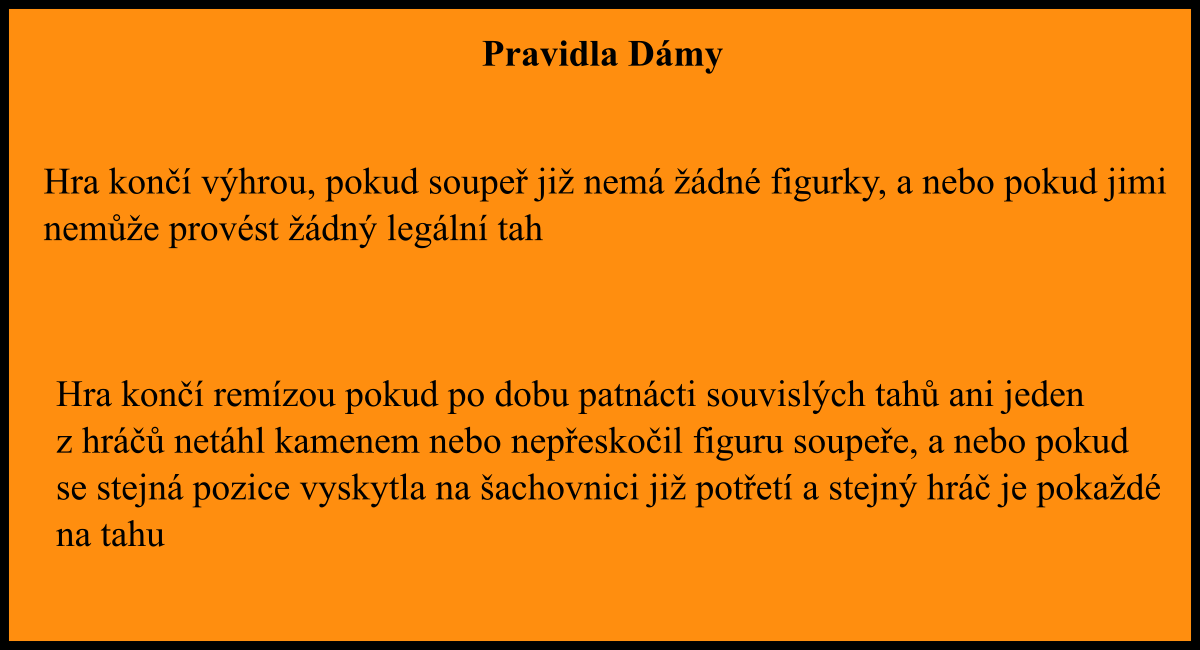 Pravidla Dámy
Hra končí výhrou, pokud soupeř již nemá žádné figurky, a nebo pokud jimi
nemůže provést žádný legální tah
Hra končí remízou pokud po dobu patnácti souvislých tahů ani jeden
z hráčů netáhl kamenem nebo nepřeskočil figuru soupeře, a nebo pokud
se stejná pozice vyskytla na šachovnici již potřetí a stejný hráč je pokaždé
na tahu